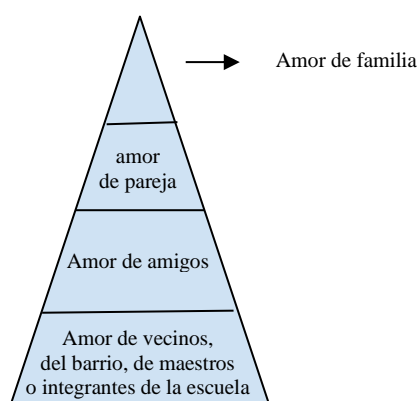 Amor de familia
amor
de pareja
Amor de amigos
Amor de vecinos,
del barrio, de maestros
o integrantes de la escuela